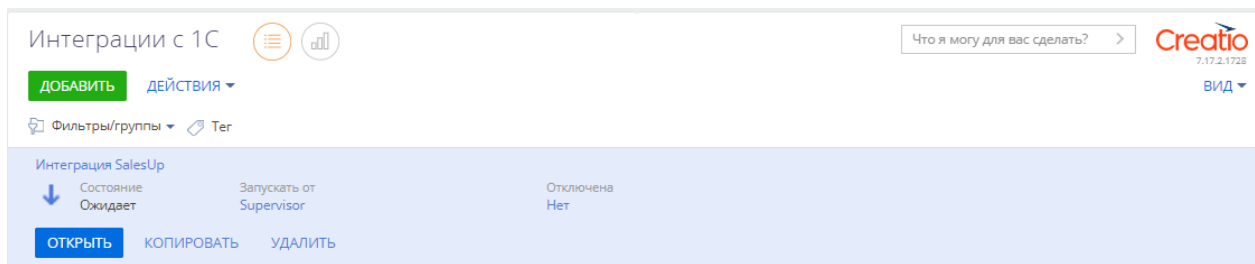 Интеграции с 1С
Что я могу для вас сделать?
Creatio
7.17.2.1728
ДОБАВИТЬ ДЕЙСТВИЯ
ВИД
Фильтры/группы Тег
Интеграция SalesUp
Состояние Запускать от Отключена
Ожидает Supervisor Нет
ОТКРЫТЬ КОПИРОВАТЬ УДАЛИТЬ